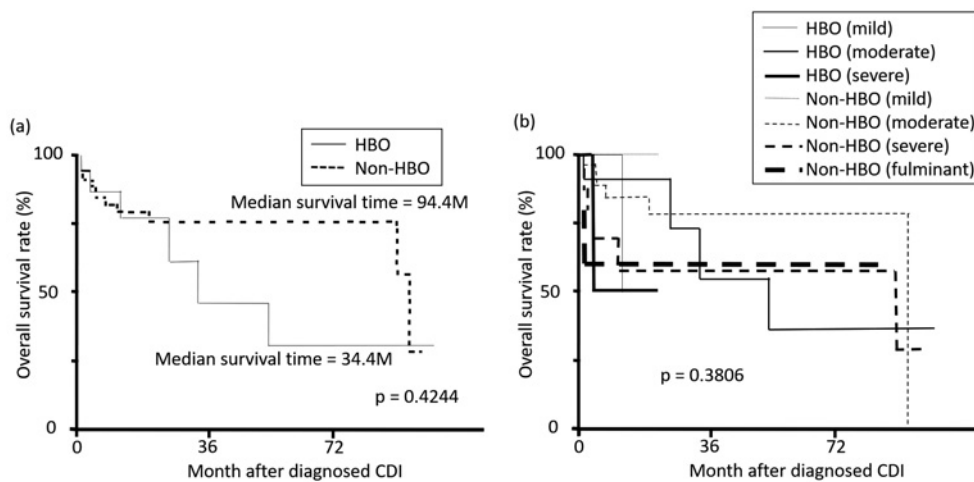 (a)
HBO
Non-HBO
Overall survival rate (%)
100
50
0
Median survival time = 94.4M
Median survival time = 34.4M
p = 0.4244
0
36
72
Month after diagnosed CDI
(b)
HBO (mild)
HBO (moderate)
HBO (severe)
Non-HBO (mild)
Non-HBO (moderate)
Non-HBO (severe)
Non-HBO (fulminant)
Overall survival rate (%)
100
50
0
p = 0.3806
0
36
72
Month after diagnosed CDI